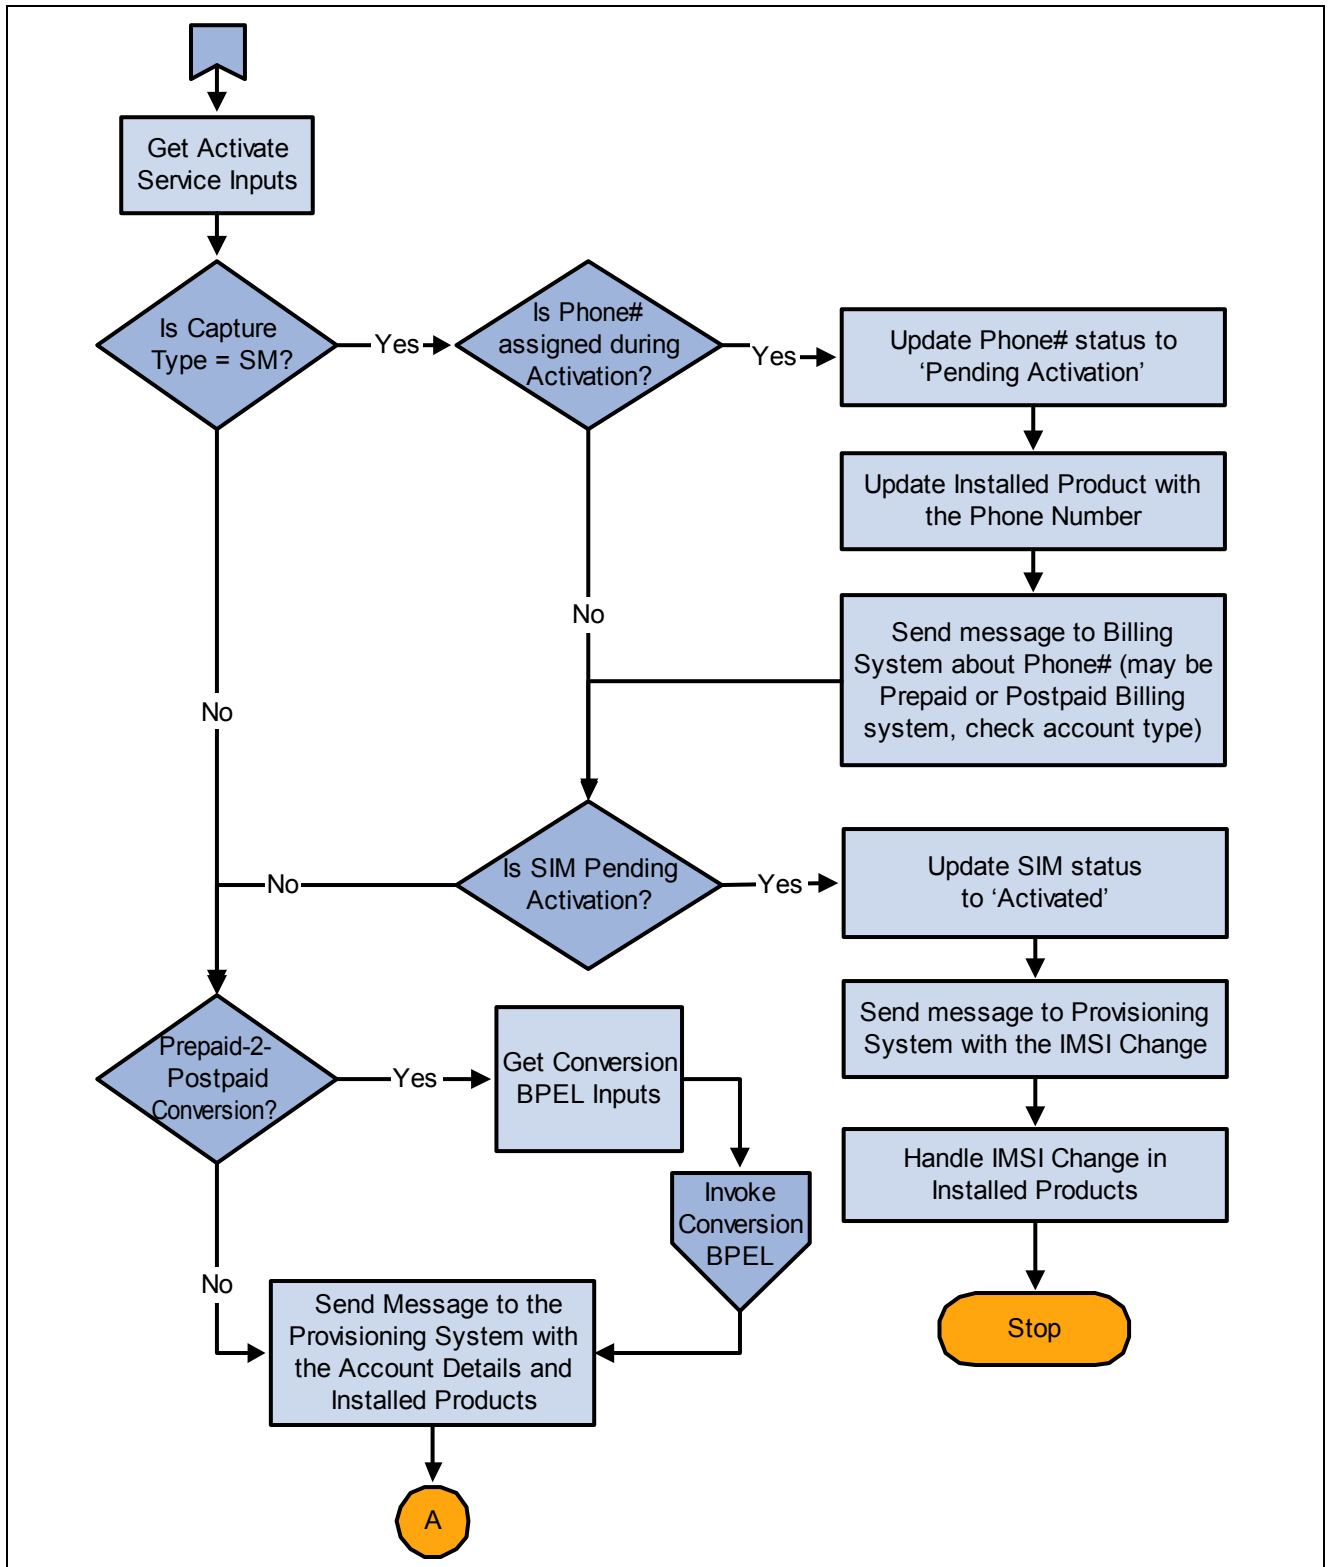 Get Activate
Service Inputs
Is Capture
Type = SM?
Yes
Is Phone#
assigned during
Activation?
Yes
Update Phone# status to
‘Pending Activation’
Update Installed Product with
the Phone Number
No
Send message to Billing
System about Phone# (may be
Prepaid or Postpaid Billing
system, check account type)
No
Is SIM Pending
Activation?
No
Yes
Update SIM status
to ‘Activated’
Send message to Provisioning
System with the IMSI Change
Handle IMSI Change in
Installed Products
Stop
Prepaid-2-
Postpaid
Conversion?
Yes
Get Conversion
BPEL Inputs
Invoke
Conversion
BPEL
No
Send Message to the
Provisioning System with
the Account Details and
Installed Products
A